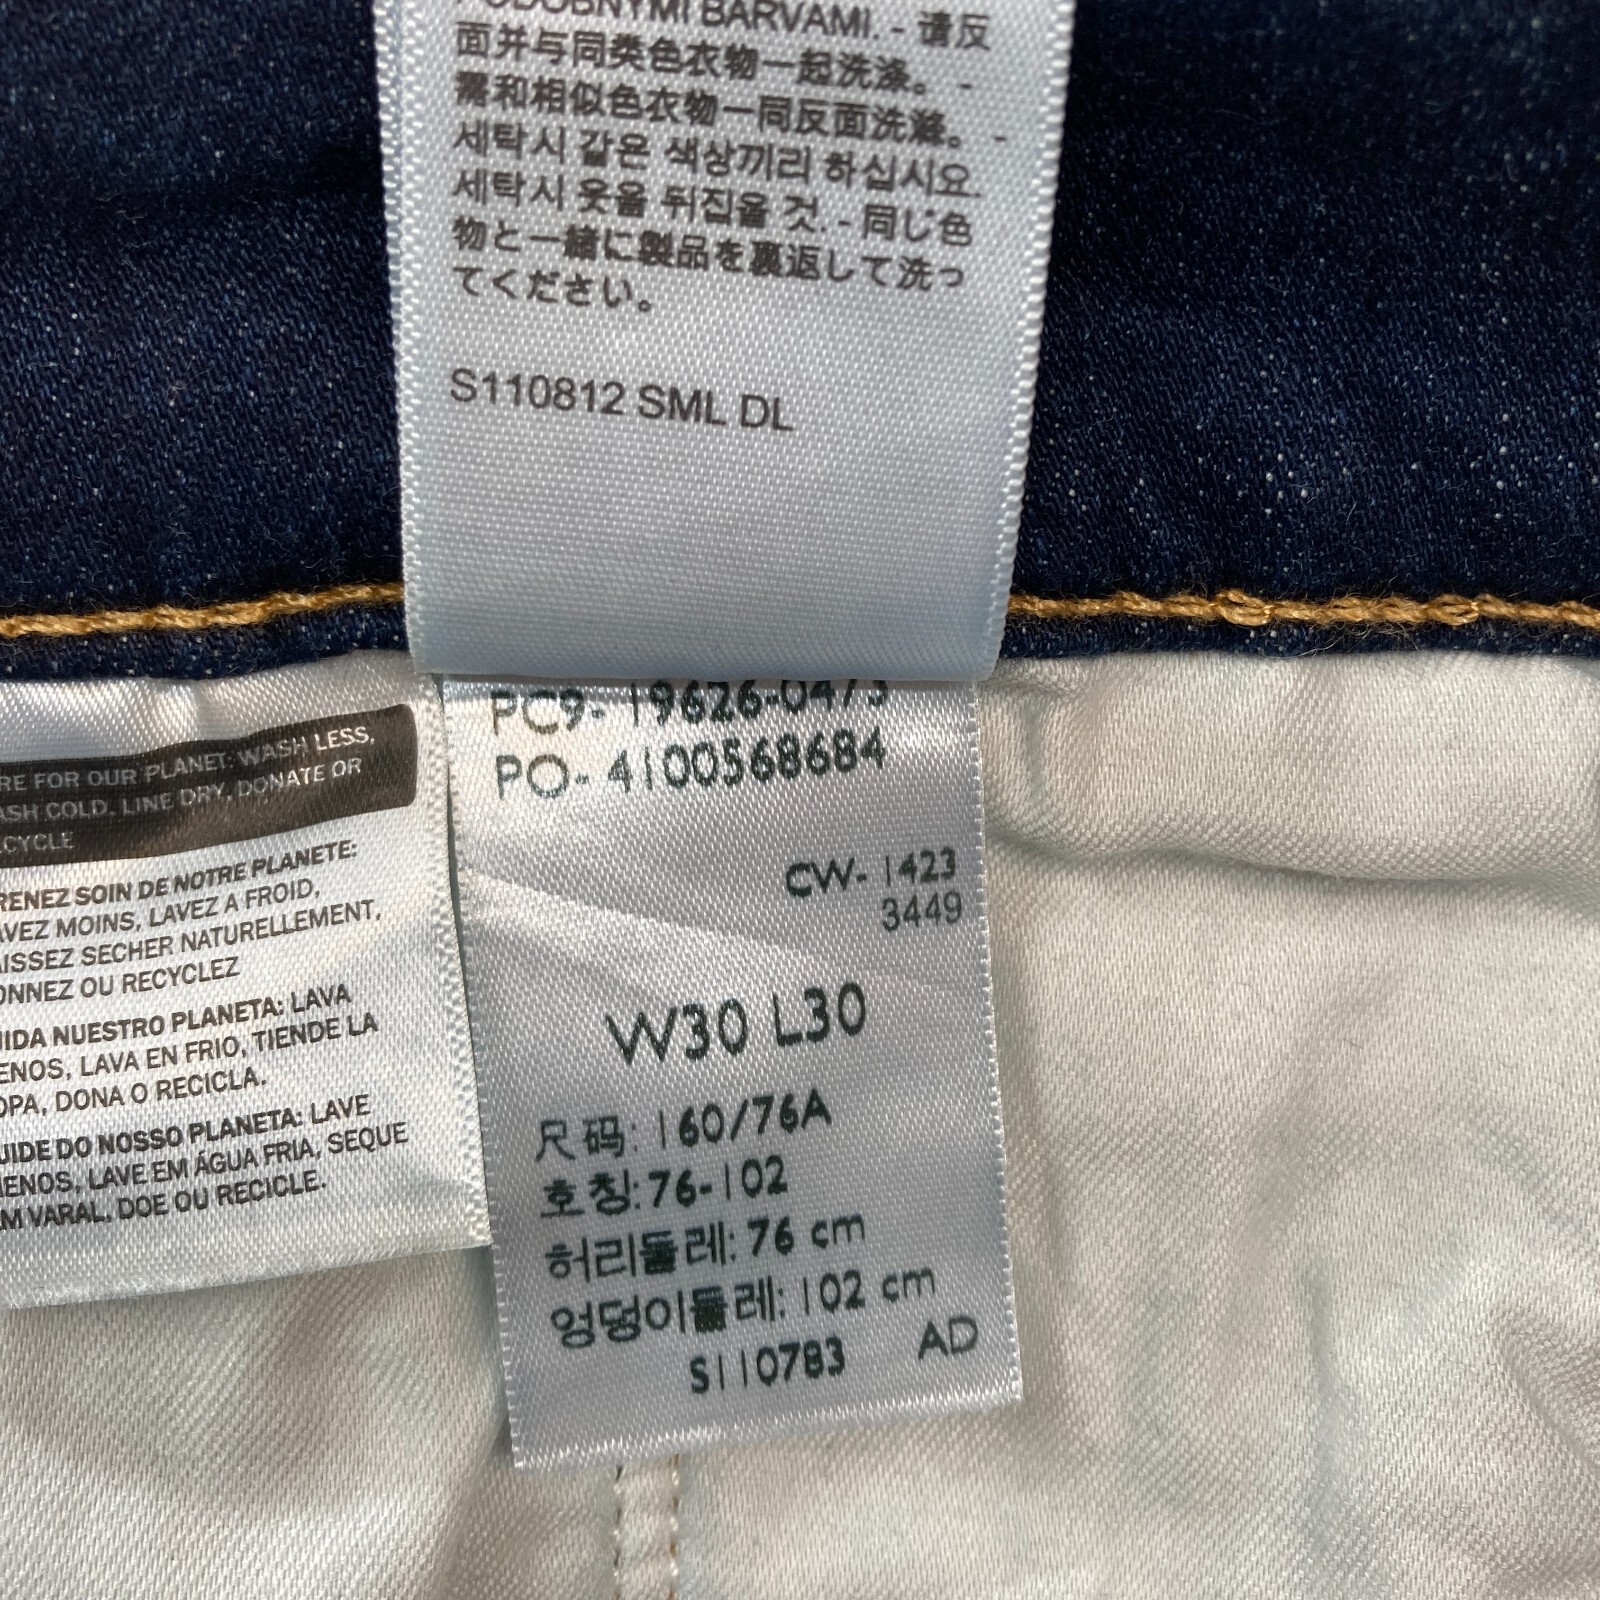 PODOBNYMI BARVAMI. - 请反
面并与同类色衣物一起洗涤。 -
需和相似色衣物一同反面洗滌。 -
세탁시 같은 색상끼리 하십시요.
세탁시 옷을 뒤집을 것. - 同じ色
物と一緒に製品を裏返して洗っ
てください。
S110812 SML DL
PC9- 19626-0473
PO- 4100568684
CW- 1423
3449
W30 L30
尺码: 160/76A
호칭: 76-102
허리둘레: 76 cm
엉덩이둘레: 102 cm
S110783 AD
RE FOR OUR PLANET: WASH LESS,
ASH COLD, LINE DRY, DONATE OR
CYCLE
RENEZ SOIN DE NOTRE PLANETE:
AVEZ MOINS, LAVEZ A FROID,
AISSEZ SECHER NATURELLEMENT,
ONNEZ OU RECYCLEZ
UIDA NUESTRO PLANETA: LAVA
ENOS, LAVA EN FRIO, TIENDE LA
OPA, DONA O RECICLA.
UIDE DO NOSSO PLANETA: LAVE
ENOS, LAVE EM ÁGUA FRIA, SEQUE
M VARAL, DOE OU RECICLE.